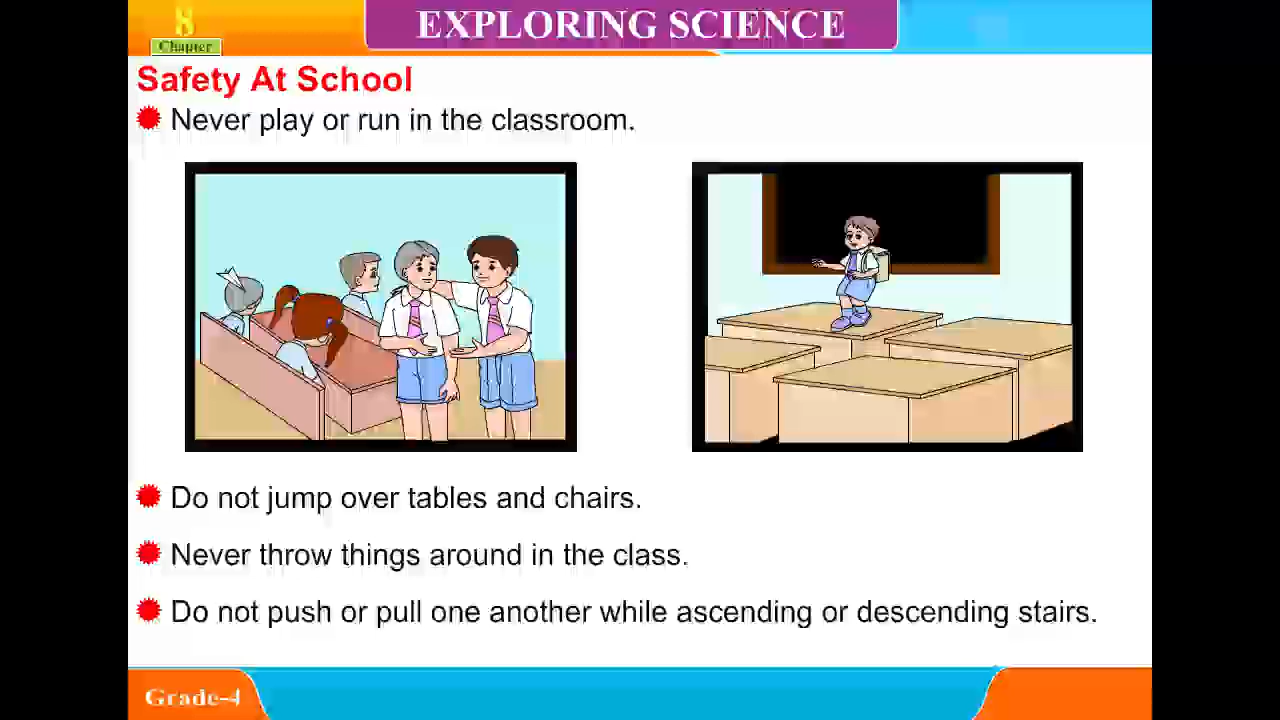 8
Chapter
EXPLORING SCIENCE
Safety At School
Never play or run in the classroom.
Do not jump over tables and chairs.
Never throw things around in the class.
Do not push or pull one another while ascending or descending stairs.
Grade-4